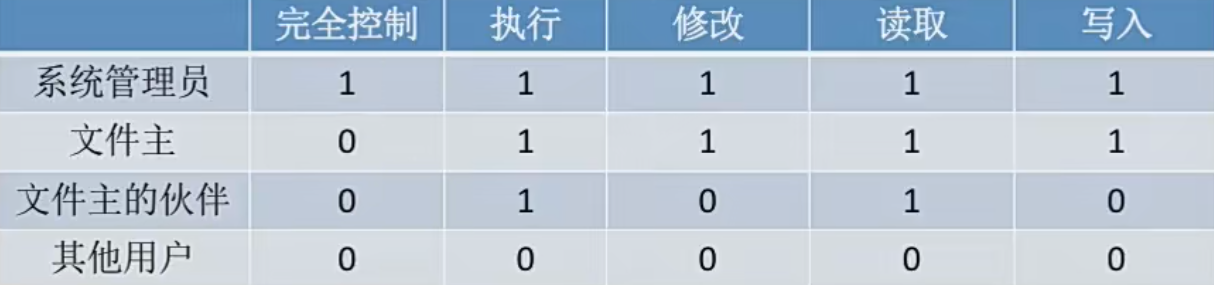 完全控制 执行 修改 读取 写入
系统管理员 1 1 1 1 1
文件主 0 1 1 1 1
文件主的伙伴 0 1 0 1 0
其他用户 0 0 0 0 0